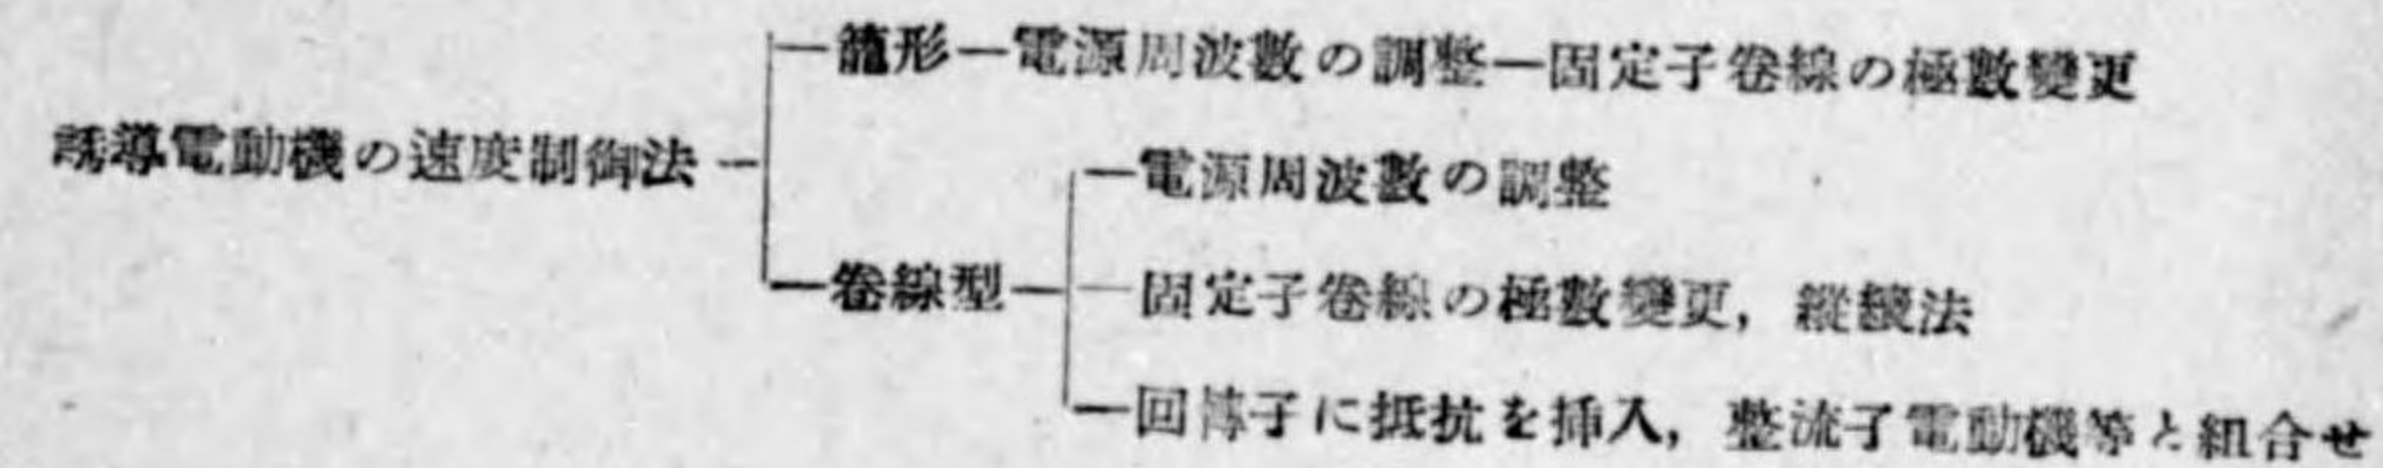 籠形―電源周波數の調整―固定子卷線の極數變更
誘導電動機の速度制御法
電源周波數の調整
卷線型
固定子卷線の極數變更,縱續法
回轉子に抵抗を挿入,整流子電動機等と組合せ